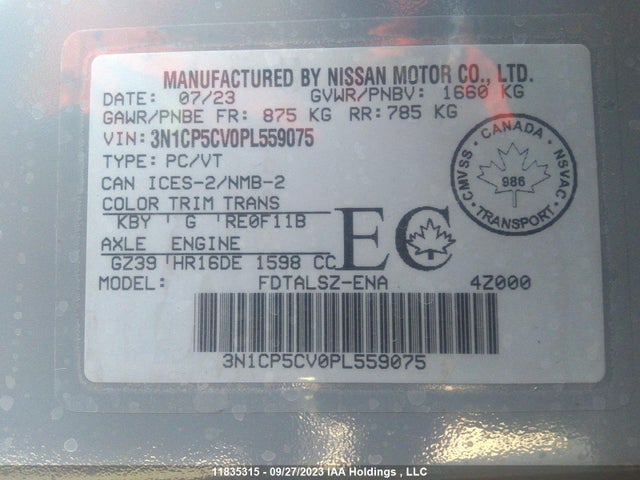 MANUFACTURED BY NISSAN MOTOR CO., LTD.
DATE: 07/23 GVWR/PNBV: 1660 KG
GAWR/PNBE FR: 875 KG RR: 785 KG
VIN: 3N1CP5CV0PL559075
TYPE: PC/VT
CAN ICES-2/NMB-2
COLOR TRIM TRANS
KBY G RE0F11B
AXLE ENGINE
GZ39 HR16DE 1598 CC
EC
CANADA
CMVSS 986 NSVAC
TRANSPORT
MODEL: FDTALSZ-ENA 4Z000
3N1CP5CV0PL559075
11835315 - 09/27/2023 IAA Holdings , LLC